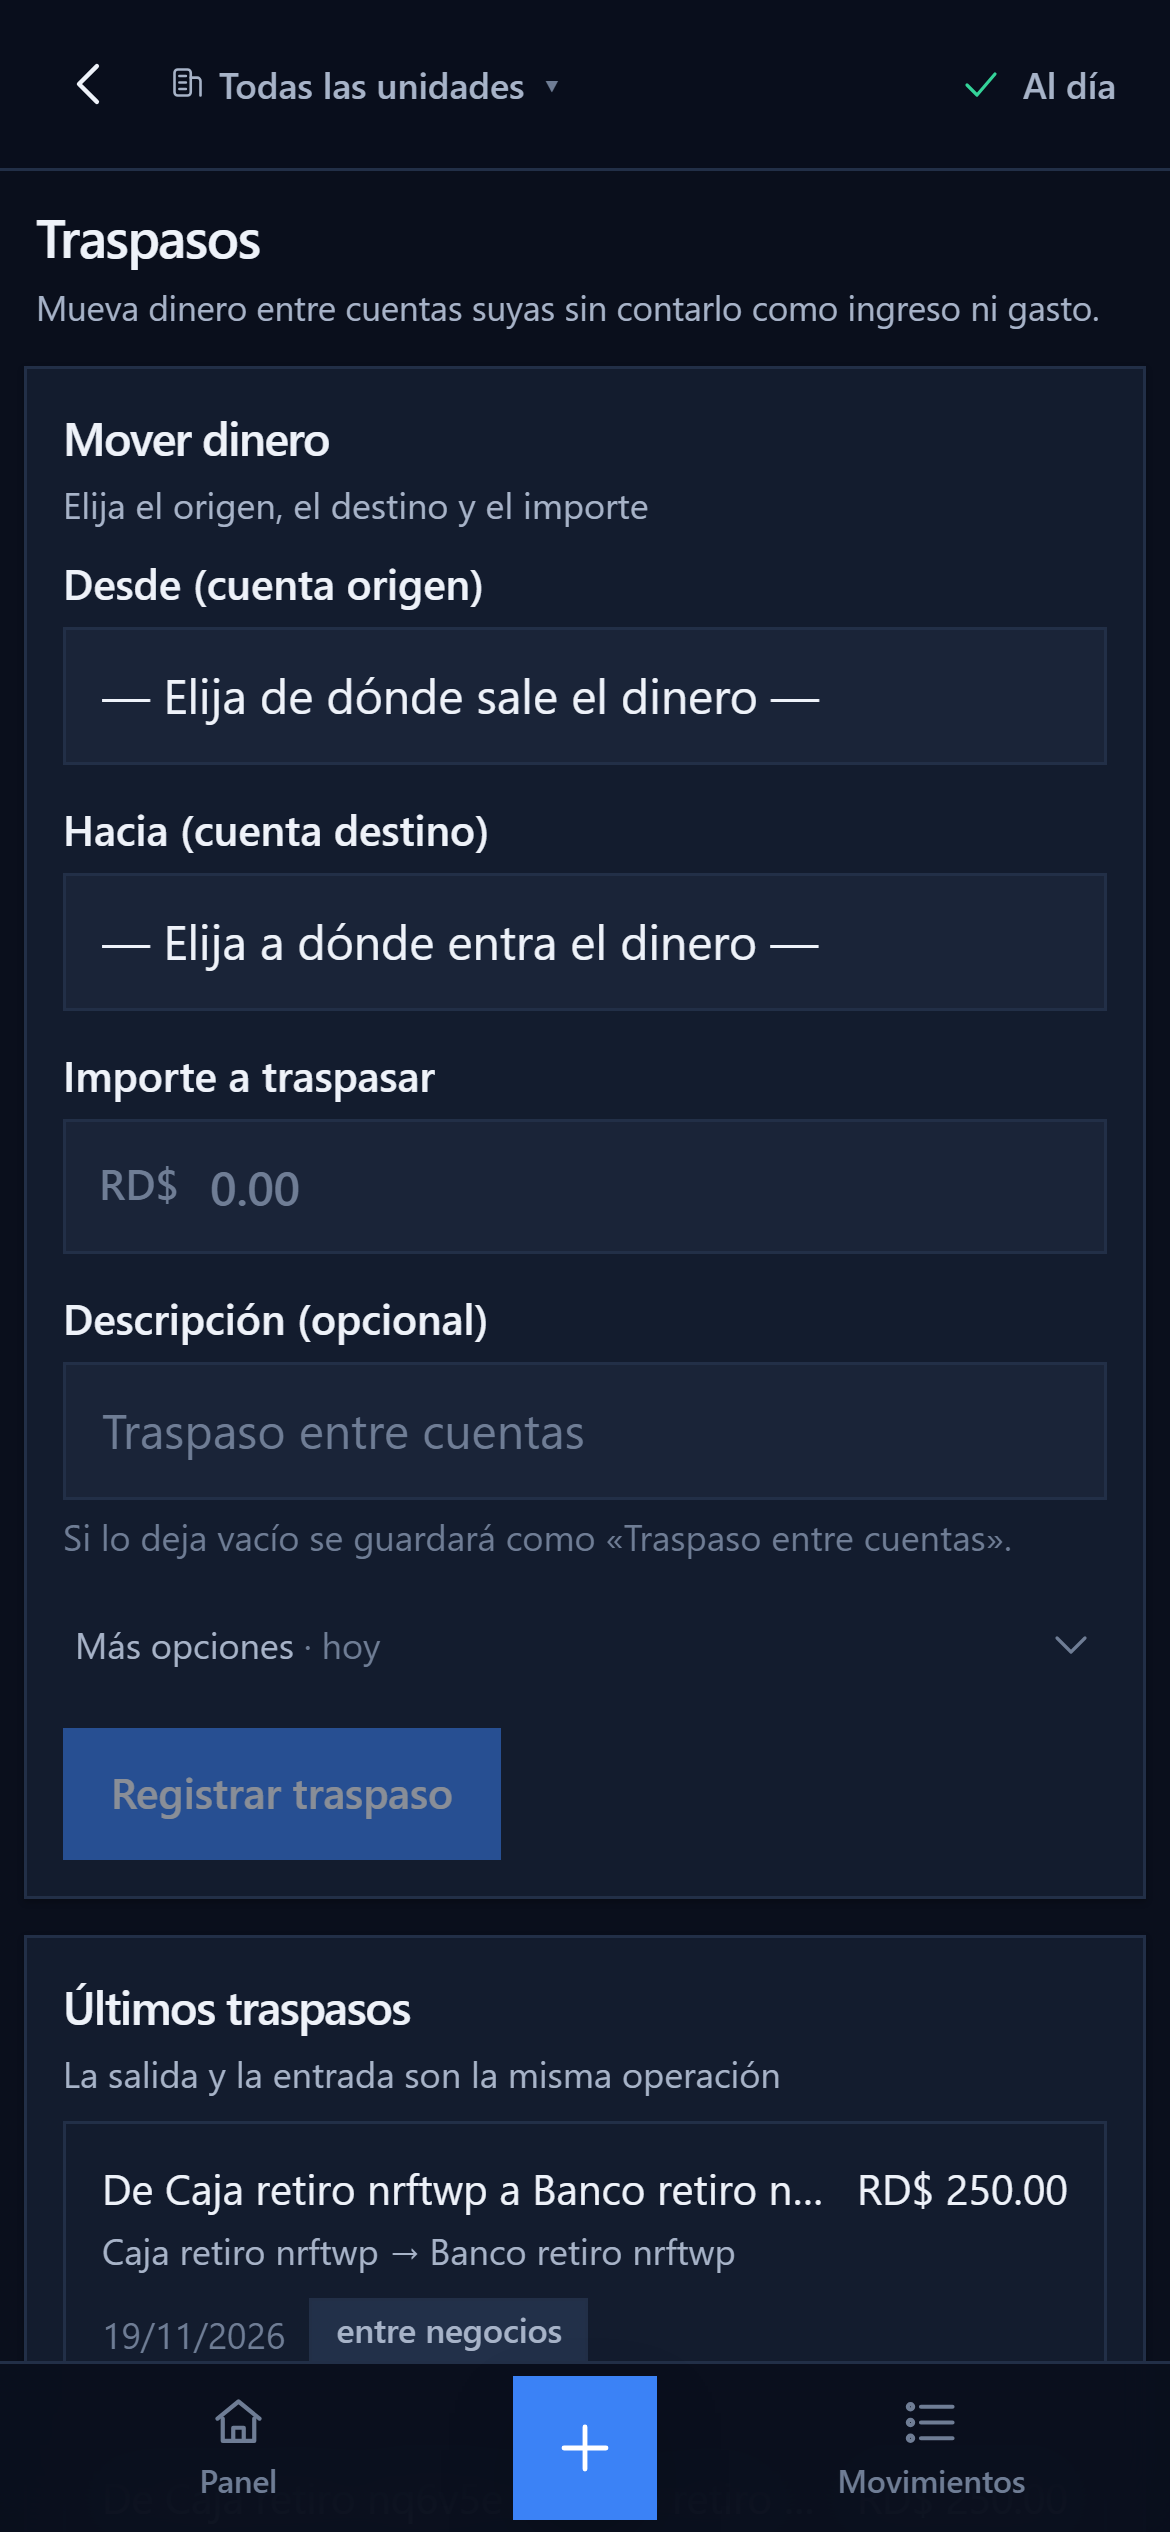 Todas las unidades ▾
Al día
Traspasos
Mueva dinero entre cuentas suyas sin contarlo como ingreso ni gasto.
Mover dinero
Elija el origen, el destino y el importe
Desde (cuenta origen)
— Elija de dónde sale el dinero —
Hacia (cuenta destino)
— Elija a dónde entra el dinero —
Importe a traspasar
RD$ 0.00
Descripción (opcional)
Traspaso entre cuentas
Si lo deja vacío se guardará como «Traspaso entre cuentas».
Más opciones · hoy
Registrar traspaso
Últimos traspasos
La salida y la entrada son la misma operación
De Caja retiro nrftwp a Banco retiro n... RD$ 250.00
Caja retiro nrftwp → Banco retiro nrftwp
19/11/2026 entre negocios
Panel
Movimientos